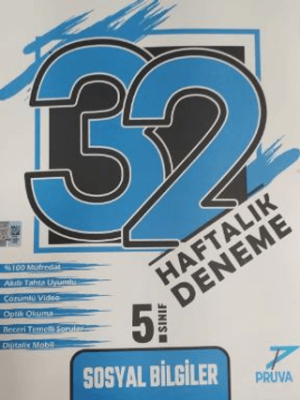 32
HAFTALIK
DENEME
%100 Müfredat
Akıllı Tahta Uyumlu
Çözümlü Video
Optik Okuma
Beceri Temelli Sorular
Dijitalix Mobil
5.
SINIF
PRUVA
SOSYAL BİLGİLER